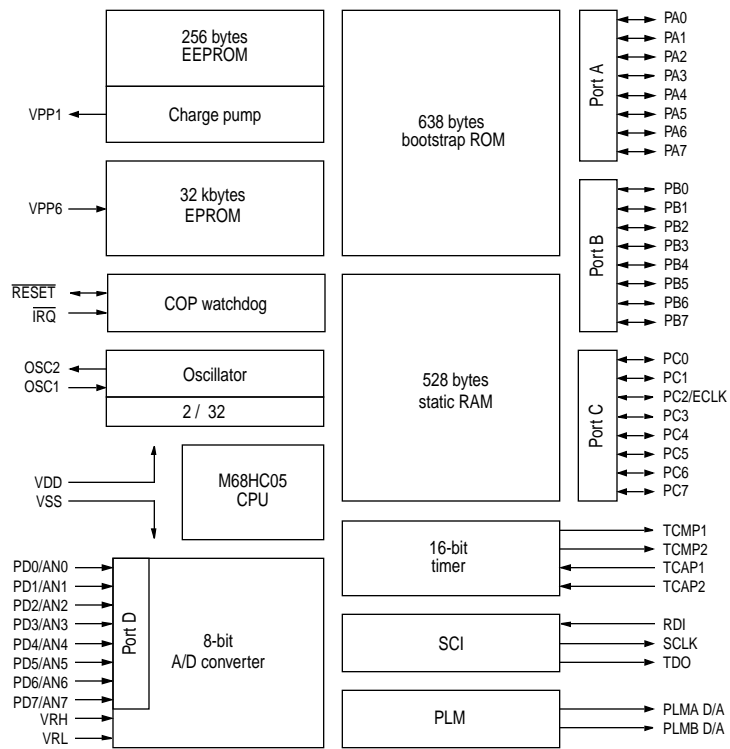 256 bytes
EEPROM
Charge pump
VPP1
32 kbytes
EPROM
VPP6
COP watchdog
RESET
IRQ
Oscillator
OSC2
OSC1
2 / 32
M68HC05
CPU
VDD
VSS
PD0/AN0
PD1/AN1
PD2/AN2
PD3/AN3
PD4/AN4
PD5/AN5
PD6/AN6
PD7/AN7
VRH
VRL
Port D
8-bit
A/D converter
638 bytes
bootstrap ROM
528 bytes
static RAM
16-bit
timer
SCI
PLM
Port A
PA0
PA1
PA2
PA3
PA4
PA5
PA6
PA7
Port B
PB0
PB1
PB2
PB3
PB4
PB5
PB6
PB7
Port C
PC0
PC1
PC2/ECLK
PC3
PC4
PC5
PC6
PC7
TCMP1
TCMP2
TCAP1
TCAP2
RDI
SCLK
TDO
PLMA D/A
PLMB D/A